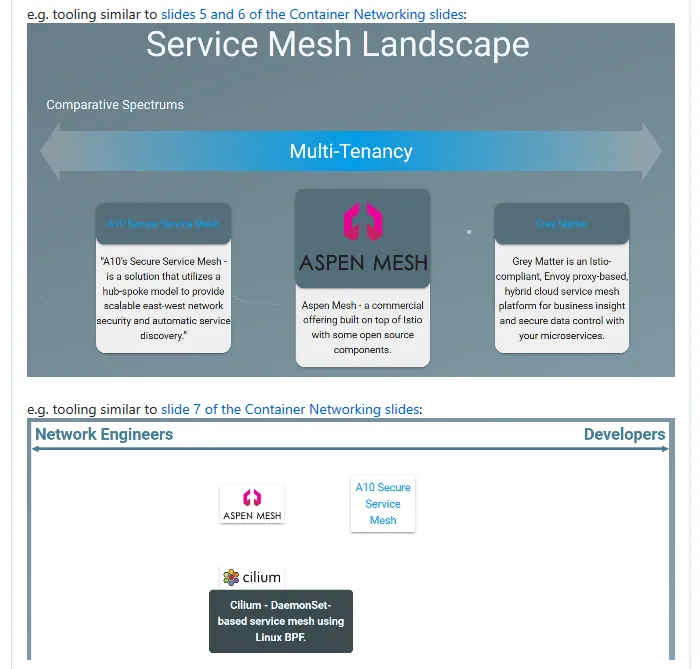 e.g. tooling similar to slides 5 and 6 of the Container Networking slides:
Service Mesh Landscape
Comparative Spectrums
Multi-Tenancy
A10 Secure Service Mesh
"A10's Secure Service Mesh -
is a solution that utilizes a
hub-spoke model to provide
scalable east-west network
security and automatic service
discovery."
ASPEN MESH
Aspen Mesh - a commercial
offering built on top of Istio
with some open source
components.
Grey Matter
Grey Matter is an Istio-
compliant, Envoy proxy-based,
hybrid cloud service mesh
platform for business insight
and secure data control with
your microservices.
e.g. tooling similar to slide 7 of the Container Networking slides:
Network Engineers
Developers
ASPEN MESH
A10 Secure
Service
Mesh
cilium
Cilium - DaemonSet-
based service mesh using
Linux BPF.